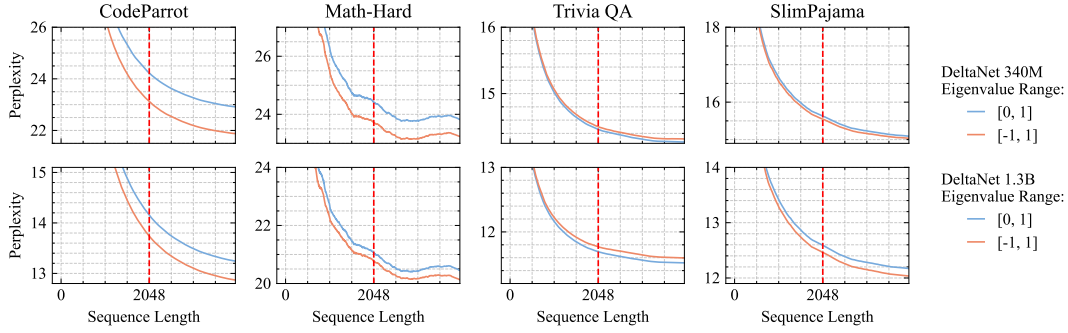 CodeParrot
Math-Hard
Trivia QA
SlimPajama
Perplexity
26
24
22
26
24
16
15
18
16
DeltaNet 340M
Eigenvalue Range:
[0, 1]
[-1, 1]
Perplexity
15
14
13
24
22
20
13
12
14
13
12
DeltaNet 1.3B
Eigenvalue Range:
[0, 1]
[-1, 1]
0 2048
0 2048
0 2048
0 2048
Sequence Length
Sequence Length
Sequence Length
Sequence Length